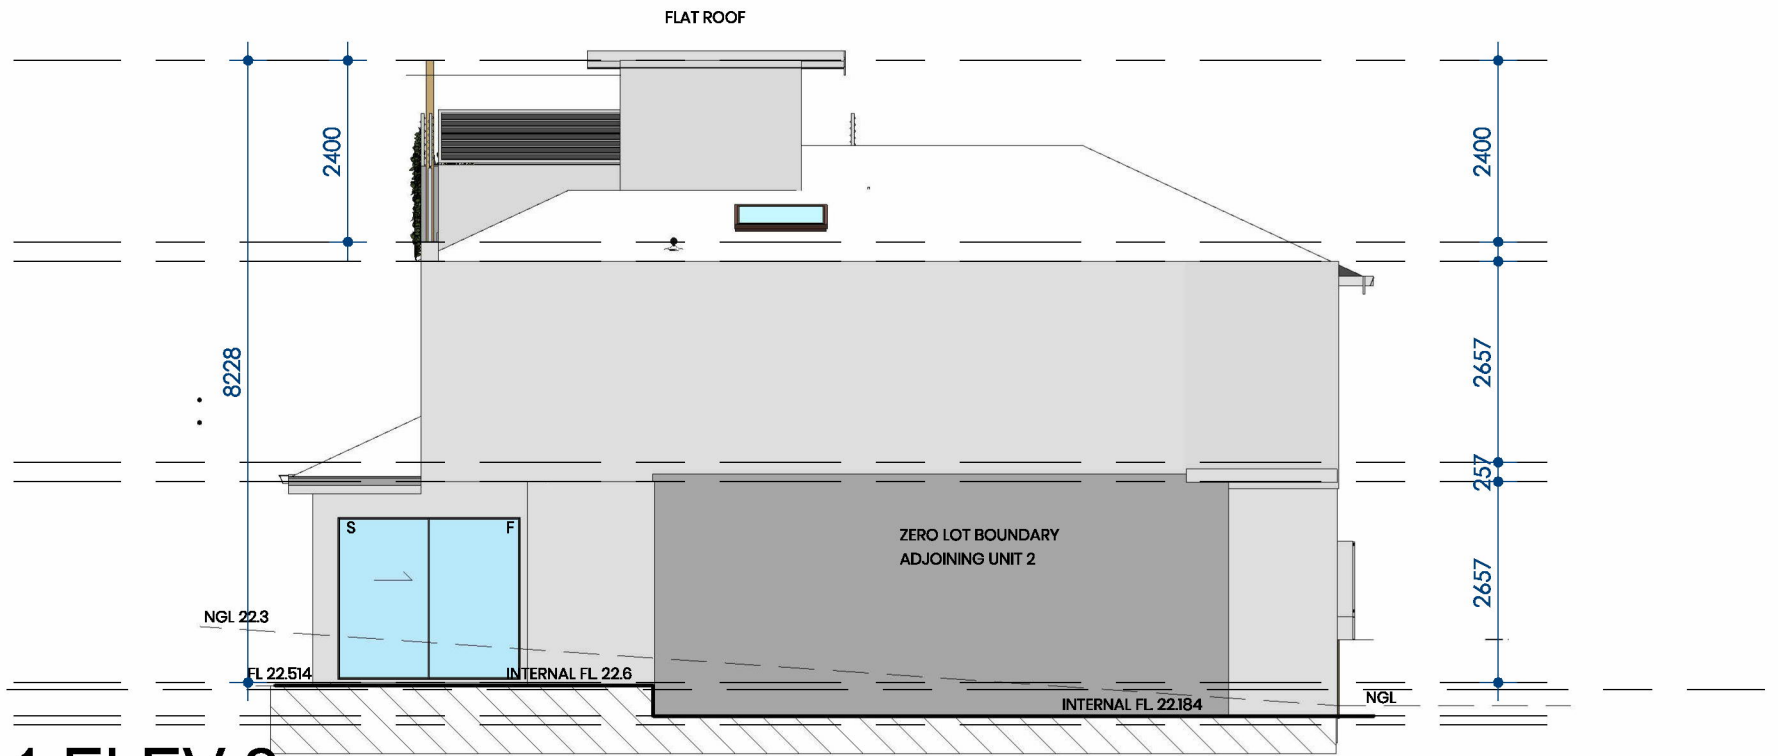 FLAT ROOF
2400
2400
8228
2657
257
ZERO LOT BOUNDARY
ADJOINING UNIT 2
S
F
2657
NGL 22.3
FL 22.514
INTERNAL FL 22.6
INTERNAL FL 22.184
NGL